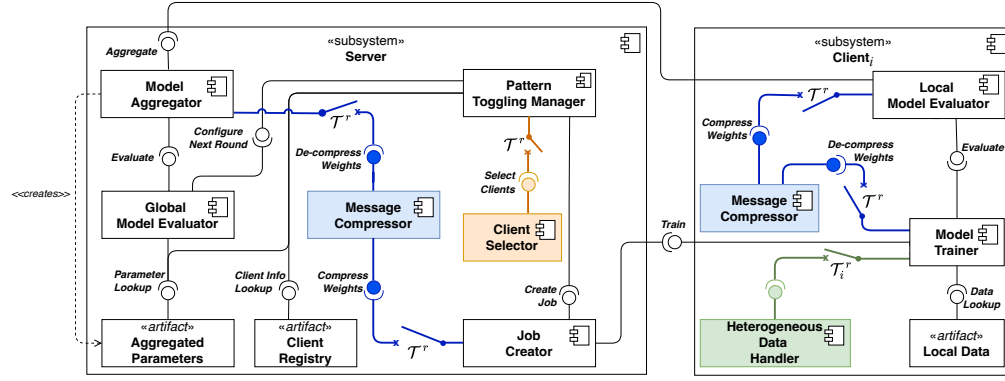 Aggregate
«subsystem»
Server
Model
Aggregator
Pattern
Toggling Manager
𝒯^r
Configure
Next Round
De-compress
Weights
𝒯^r
Evaluate
Select
Clients
<<creates>>
Global
Model Evaluator
Message
Compressor
Client
Selector
Parameter
Lookup
Client Info
Lookup
Compress
Weights
Create
Job
«artifact»
Aggregated
Parameters
«artifact»
Client
Registry
𝒯^r
Job
Creator
Train
«subsystem»
Client_i
Local
Model Evaluator
𝒯^r
Compress
Weights
De-compress
Weights
Evaluate
Message
Compressor
𝒯^r
Model
Trainer
𝒯_i^r
Data
Lookup
Heterogeneous
Data
Handler
«artifact»
Local Data